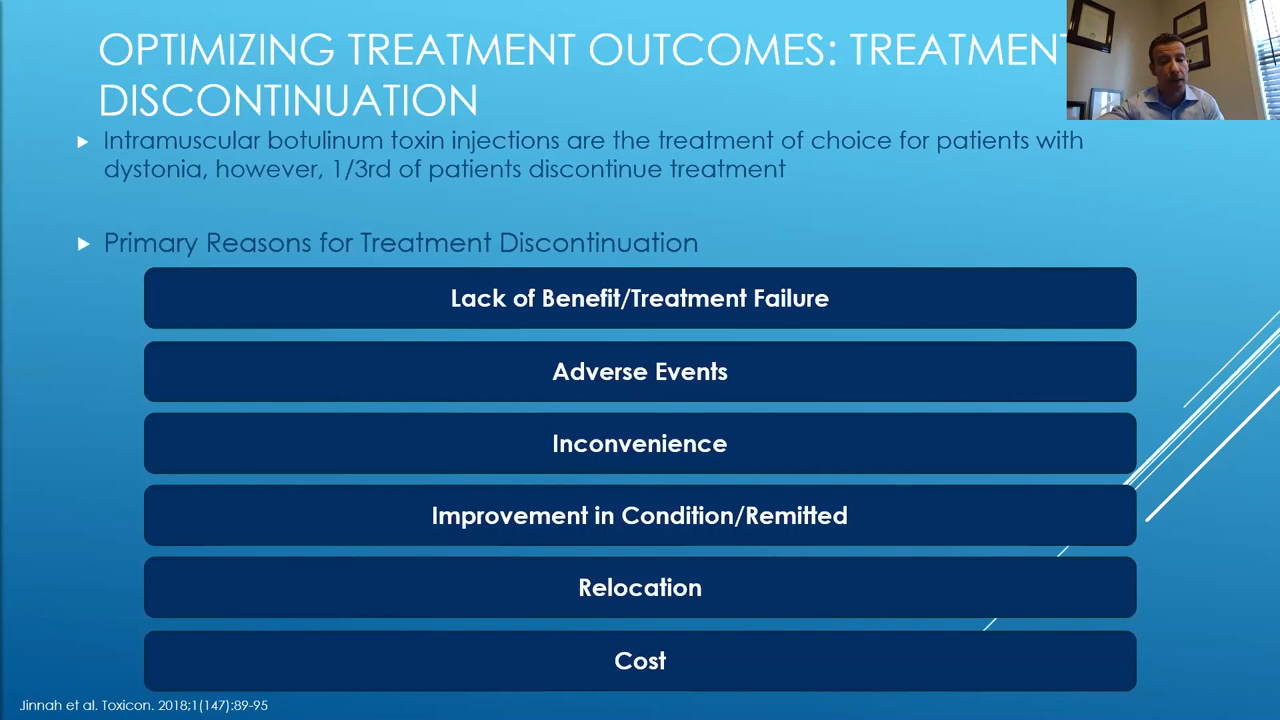 OPTIMIZING TREATMENT OUTCOMES: TREATMENT
DISCONTINUATION
Intramuscular botulinum toxin injections are the treatment of choice for patients with
dystonia, however, 1/3rd of patients discontinue treatment
Primary Reasons for Treatment Discontinuation
Lack of Benefit/Treatment Failure
Adverse Events
Inconvenience
Improvement in Condition/Remitted
Relocation
Cost
Jinnah et al. Toxicon. 2018;1(147);89-95